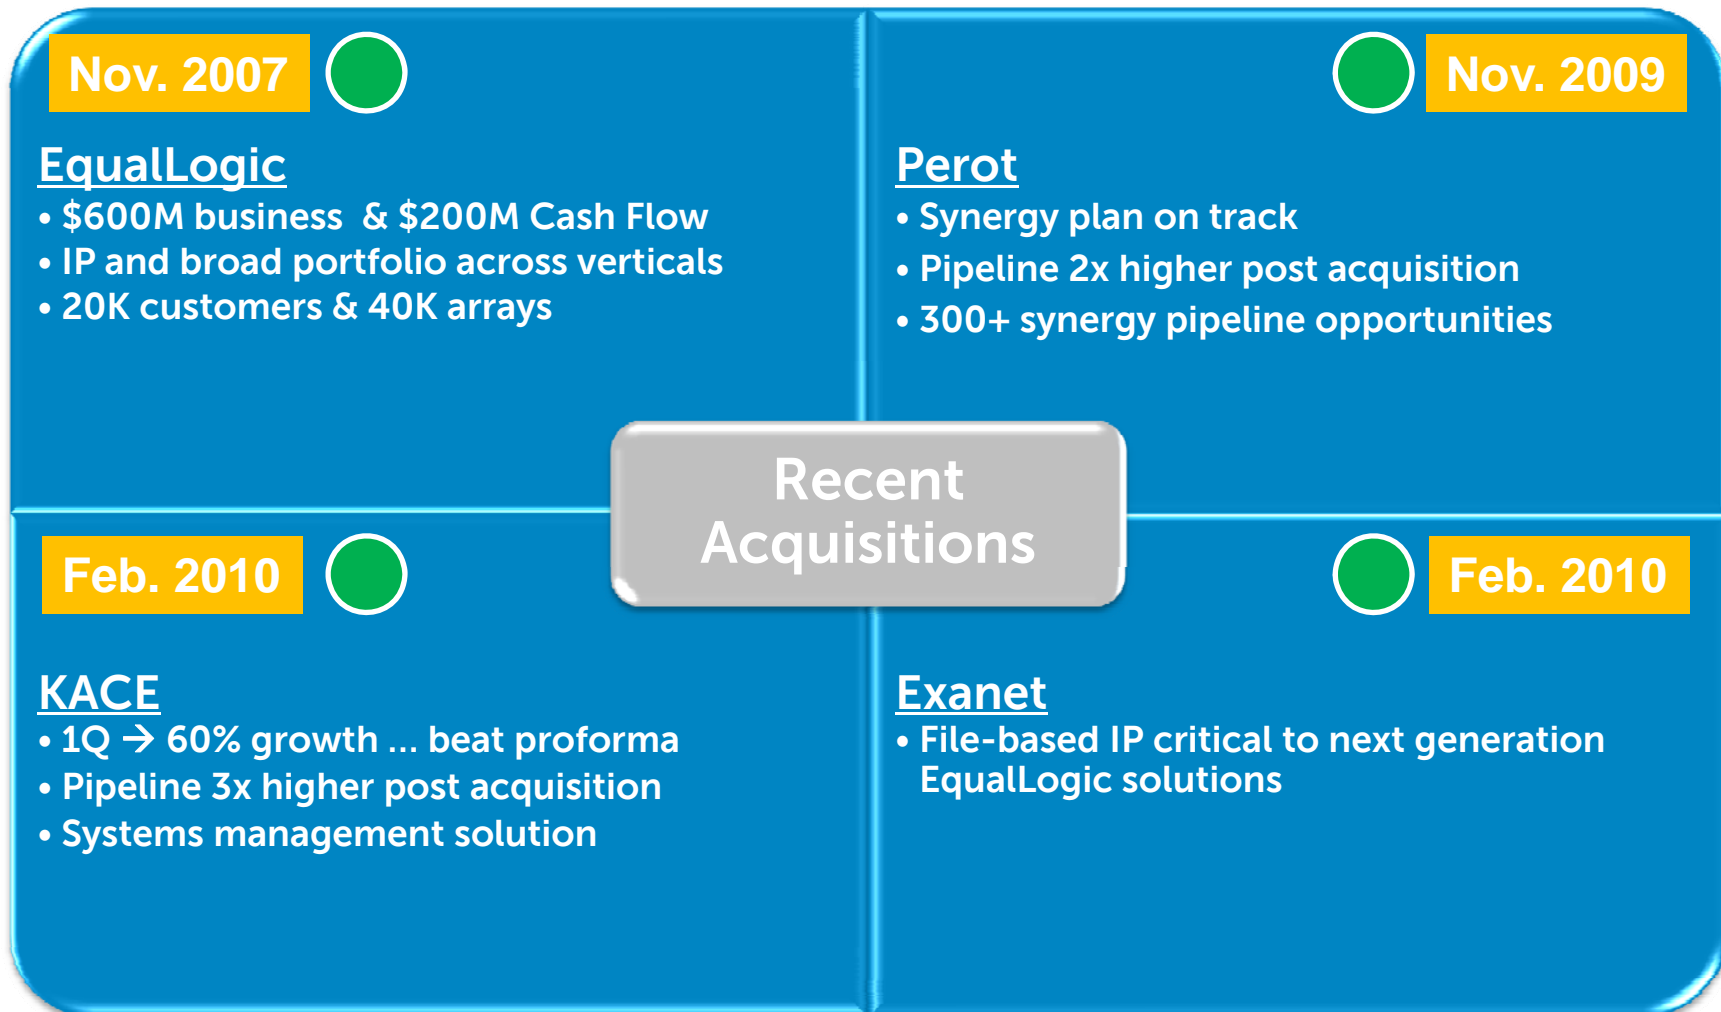 Nov. 2007
EqualLogic
• $600M business & $200M Cash Flow
• IP and broad portfolio across verticals
• 20K customers & 40K arrays
Nov. 2009
Perot
• Synergy plan on track
• Pipeline 2x higher post acquisition
• 300+ synergy pipeline opportunities
Recent
Acquisitions
Feb. 2010
KACE
• 1Q → 60% growth ... beat proforma
• Pipeline 3x higher post acquisition
• Systems management solution
Feb. 2010
Exanet
• File-based IP critical to next generation
EqualLogic solutions